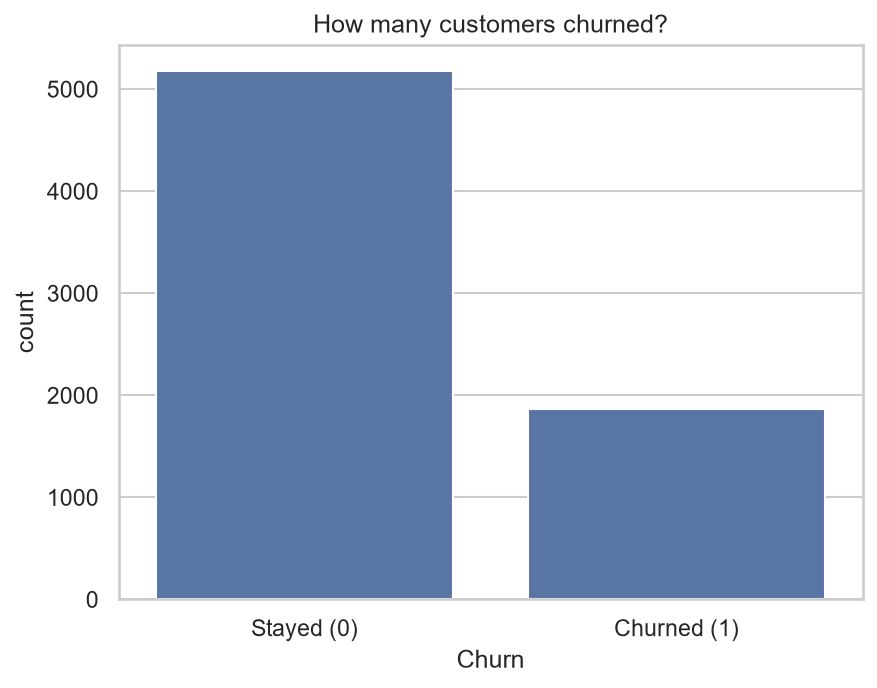 How many customers churned?
5000
4000
3000
2000
1000
0
count
Stayed (0)
Churned (1)
Churn